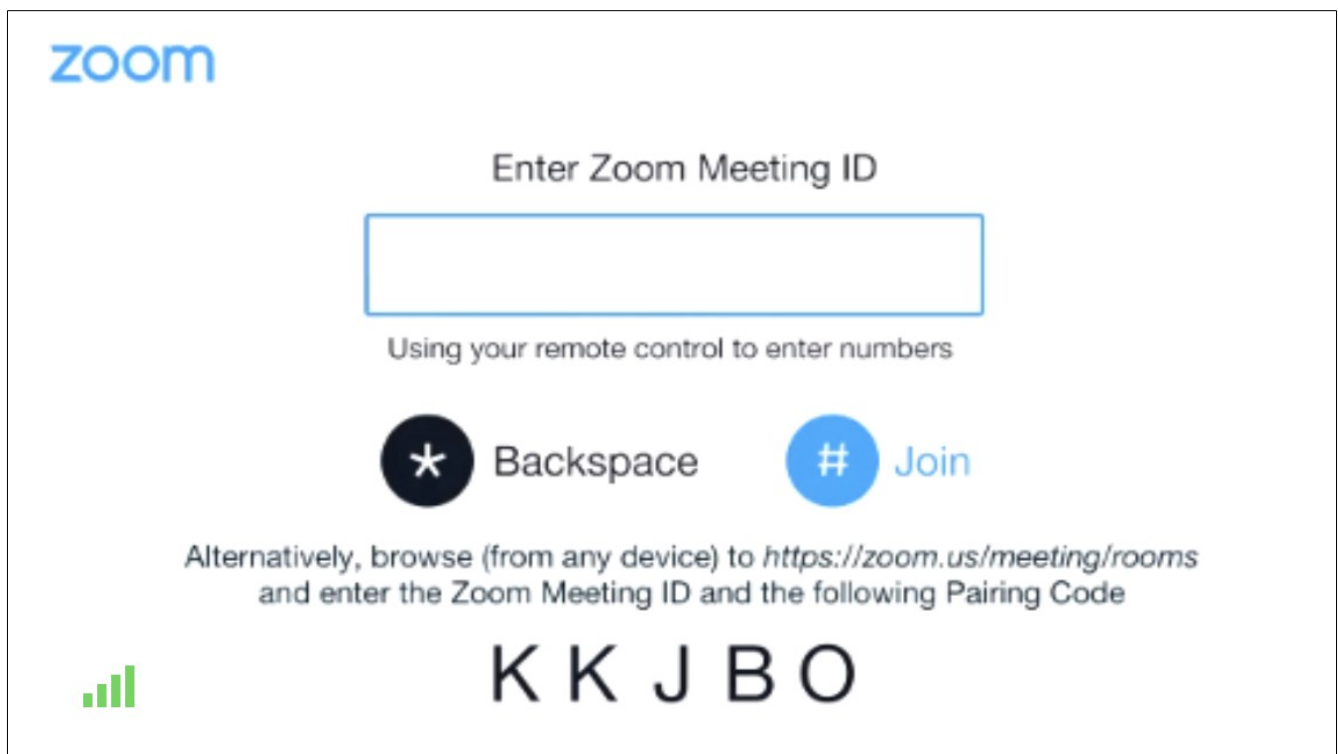 zoom
Enter Zoom Meeting ID
Using your remote control to enter numbers
* Backspace # Join
Alternatively, browse (from any device) to https://zoom.us/meeting/rooms
and enter the Zoom Meeting ID and the following Pairing Code
K K J B O